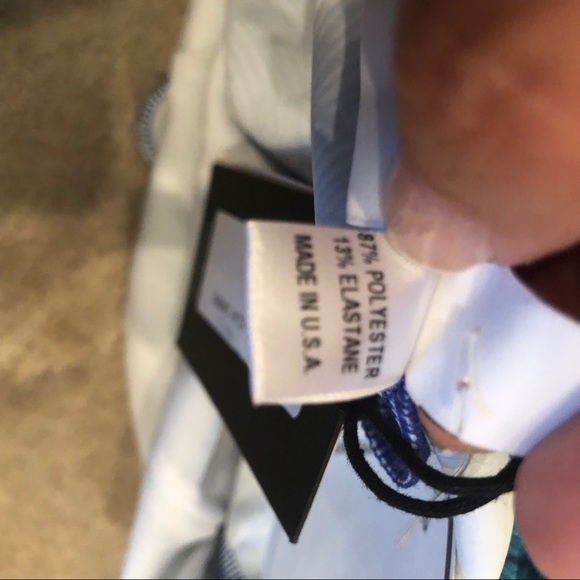 87% POLYESTER
13% ELASTANE
MADE IN U.S.A.